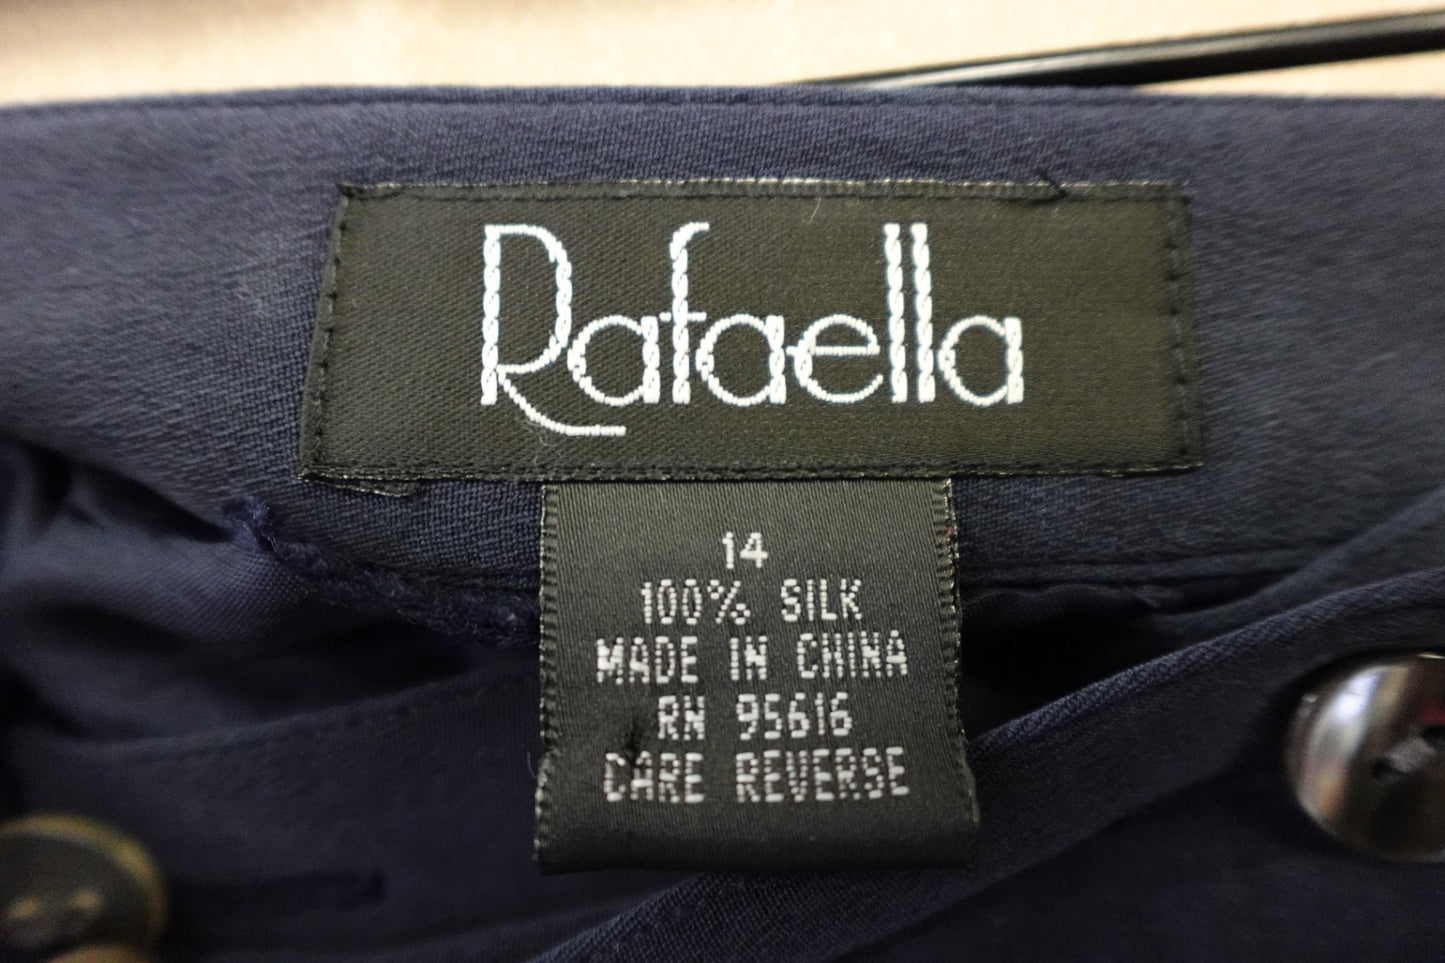 Rafaella
14
100% SILK
MADE IN CHINA
RN 95616
CARE REVERSE